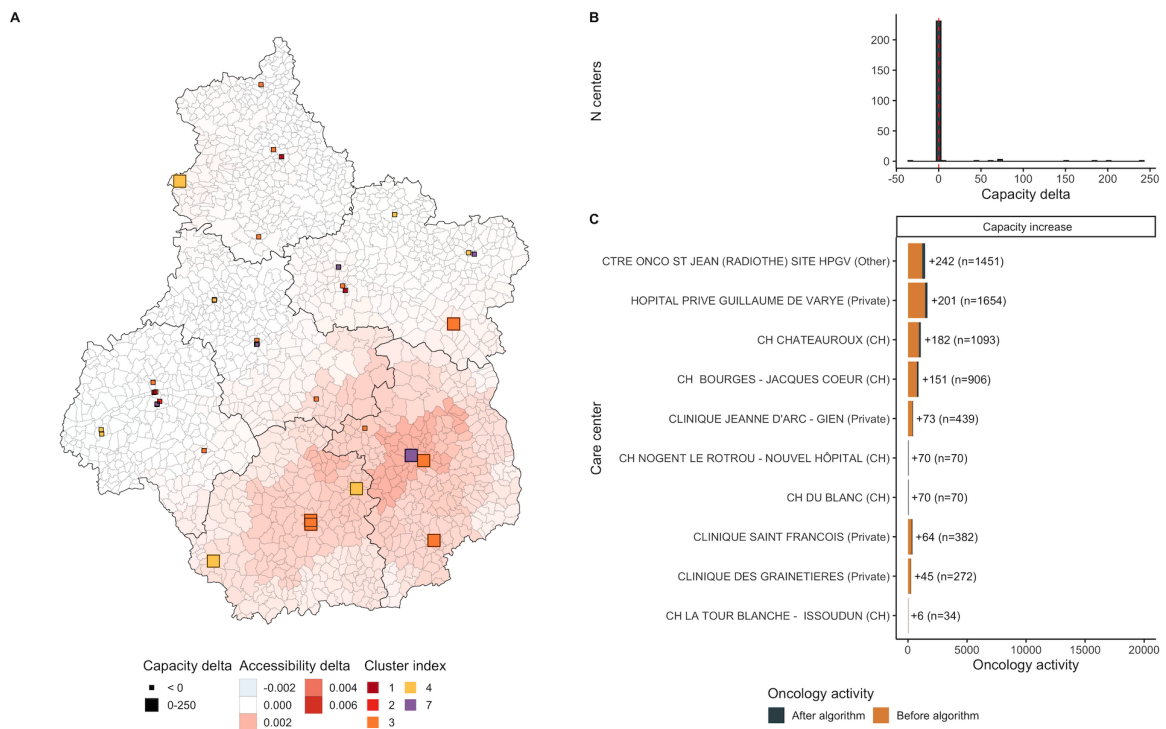 A
B
200
150
100
50
0
N centers
-50
0
50
100
150
200
250
Capacity delta
C
Capacity increase
CTRE ONCO ST JEAN (RADIOTHE) SITE HPGV (Other)
+242 (n=1451)
HOPITAL PRIVE GUILLAUME DE VARYE (Private)
+201 (n=1654)
CH CHATEAUROUX (CH)
+182 (n=1093)
CH  BOURGES - JACQUES COEUR (CH)
+151 (n=906)
CLINIQUE JEANNE D'ARC - GIEN (Private)
+73 (n=439)
CH NOGENT LE ROTROU - NOUVEL HÔPITAL (CH)
+70 (n=70)
CH DU BLANC (CH)
+70 (n=70)
CLINIQUE SAINT FRANCOIS (Private)
+64 (n=382)
CLINIQUE DES GRAINETIERES (Private)
+45 (n=272)
CH LA TOUR BLANCHE -  ISSOUDUN (CH)
+6 (n=34)
Care center
0
5000
10000
15000
20000
Oncology activity
Oncology activity
After algorithm
Before algorithm
Capacity delta
< 0
0-250
Accessibility delta
-0.002
0.000
0.002
0.004
0.006
Cluster index
1
2
3
4
7